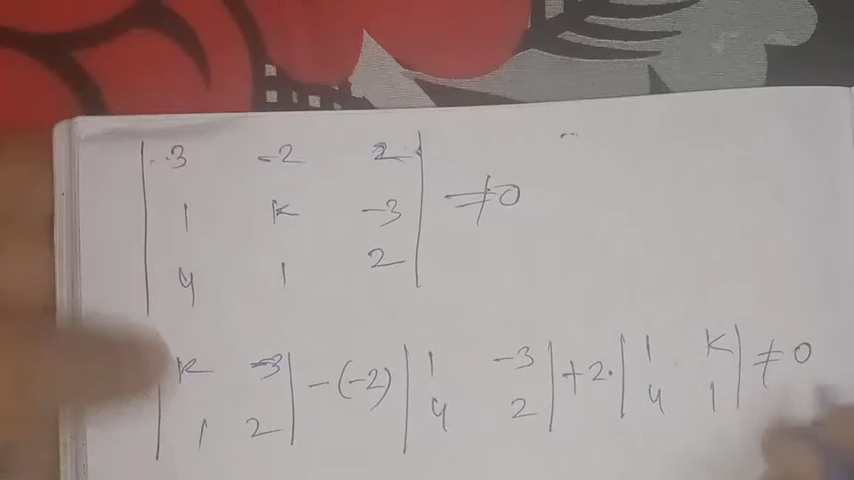 | 3 -2 2 |
| 1 K -3 | ≠0
| 4 1 2 |
| K -3 | -(-2) | 1 -3 | +2· | 1 K | ≠0
| 1 2 | | 4 2 | | 4 1 |